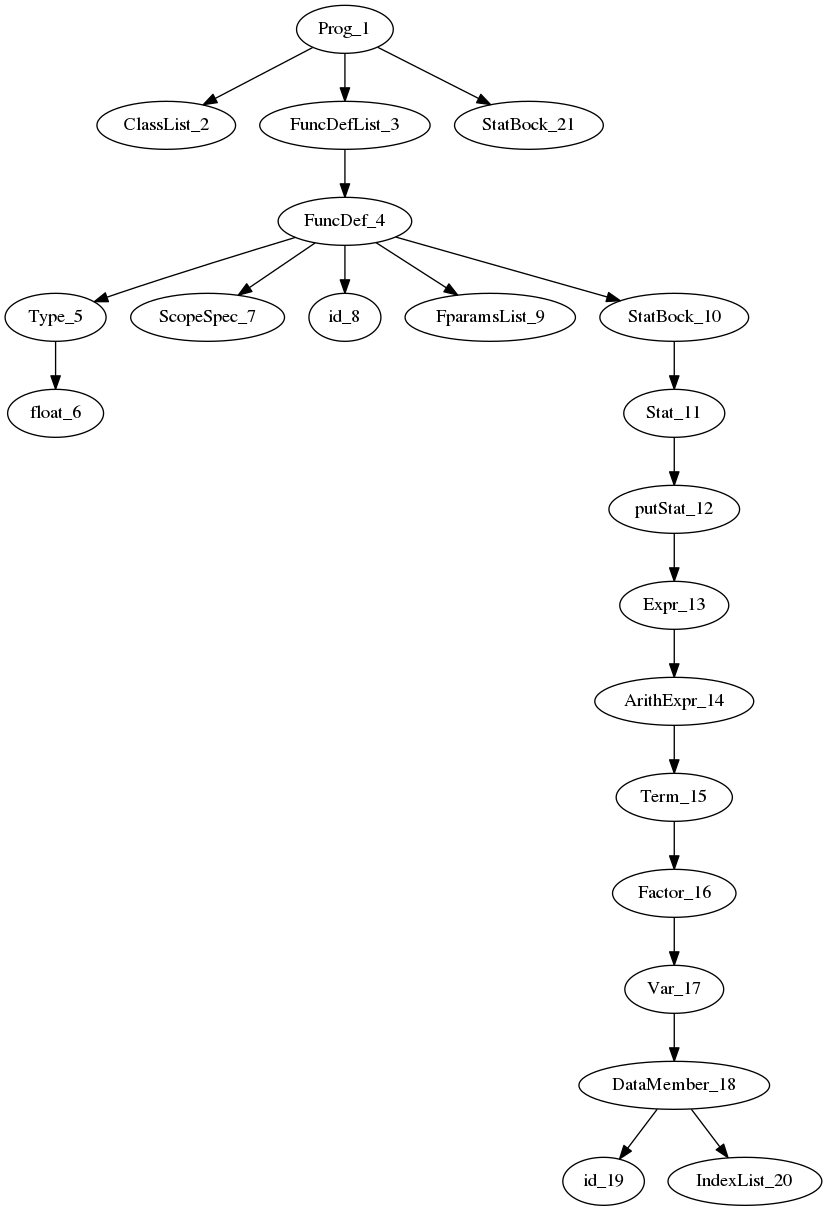 Prog_1
ClassList_2
FuncDefList_3
StatBock_21
FuncDef_4
Type_5
ScopeSpec_7
id_8
FparamsList_9
StatBock_10
float_6
Stat_11
putStat_12
Expr_13
ArithExpr_14
Term_15
Factor_16
Var_17
DataMember_18
id_19
IndexList_20